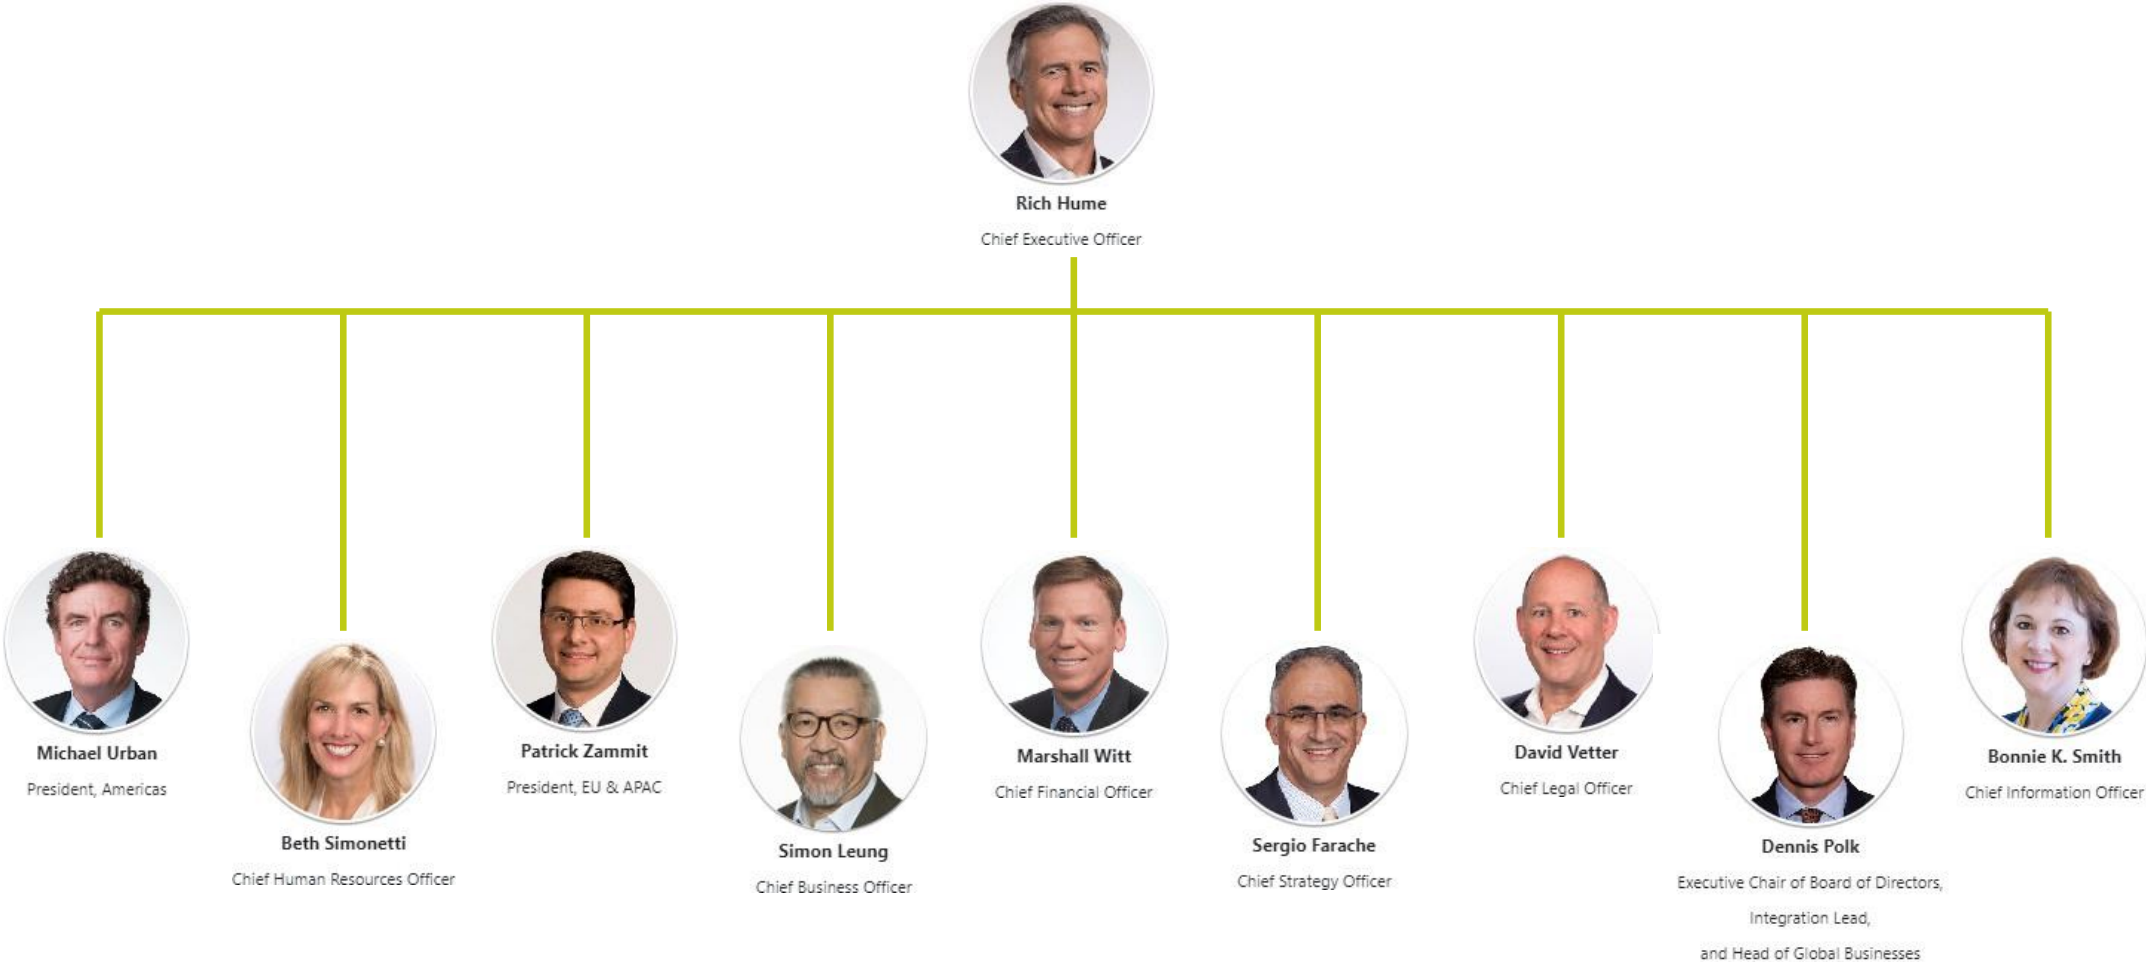 Rich Hume
Chief Executive Officer
Michael Urban
President, Americas
Beth Simonetti
Chief Human Resources Officer
Patrick Zammit
President, EU & APAC
Simon Leung
Chief Business Officer
Marshall Witt
Chief Financial Officer
Sergio Farache
Chief Strategy Officer
David Vetter
Chief Legal Officer
Dennis Polk
Executive Chair of Board of Directors,
Integration Lead,
and Head of Global Businesses
Bonnie K. Smith
Chief Information Officer